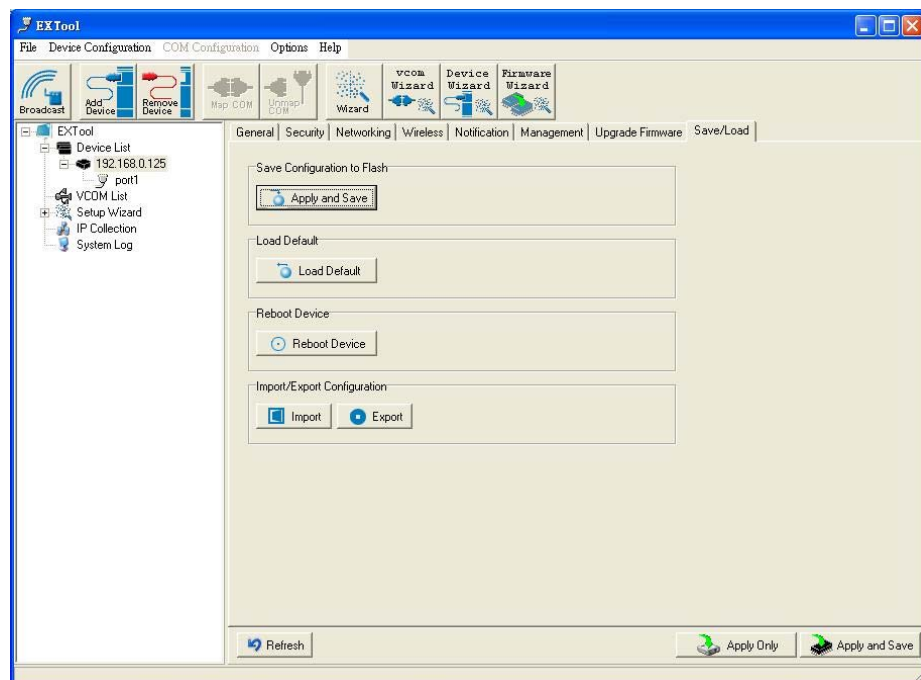 EXTool
File Device Configuration COM Configuration Options Help
Broadcast
Add Device
Remove Device
Map COM
Unmap COM
Wizard
vcom Wizard
Device Wizard
Firmware Wizard
EXTool
Device List
192.168.0.125
port1
VCOM List
Setup Wizard
IP Collection
System Log
General Security Networking Wireless Notification Management Upgrade Firmware Save/Load
Save Configuration to Flash
Apply and Save
Load Default
Load Default
Reboot Device
Reboot Device
Import/Export Configuration
Import Export
Refresh Apply Only Apply and Save